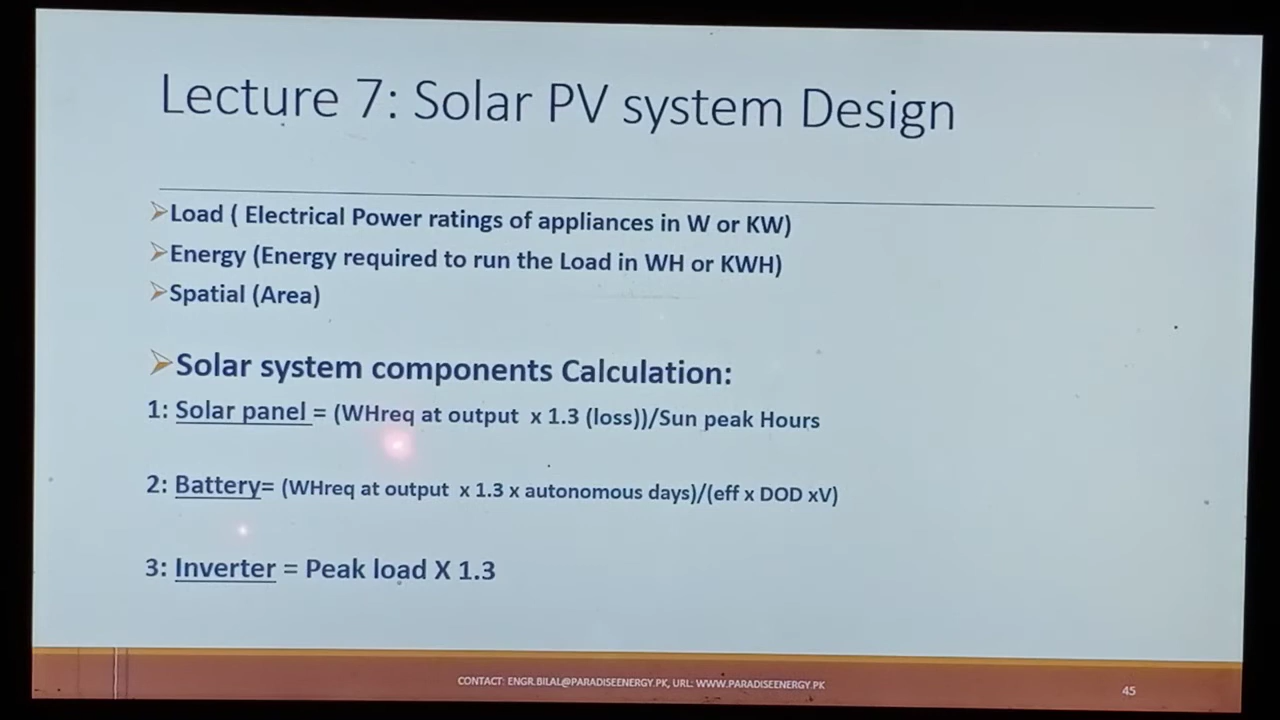 Lecture 7: Solar PV system Design
➢Load ( Electrical Power ratings of appliances in W or KW)
➢Energy (Energy required to run the Load in WH or KWH)
➢Spatial (Area)
➢Solar system components Calculation:
1: Solar panel = (WHreq at output x 1.3 (loss))/Sun peak Hours
2: Battery= (WHreq at output x 1.3 x autonomous days)/(eff x DOD xV)
3: Inverter = Peak load X 1.3
CONTACT: ENGR.BILAL@PARADISEENERGY.PK, URL: WWW.PARADISEENERGY.PK
45